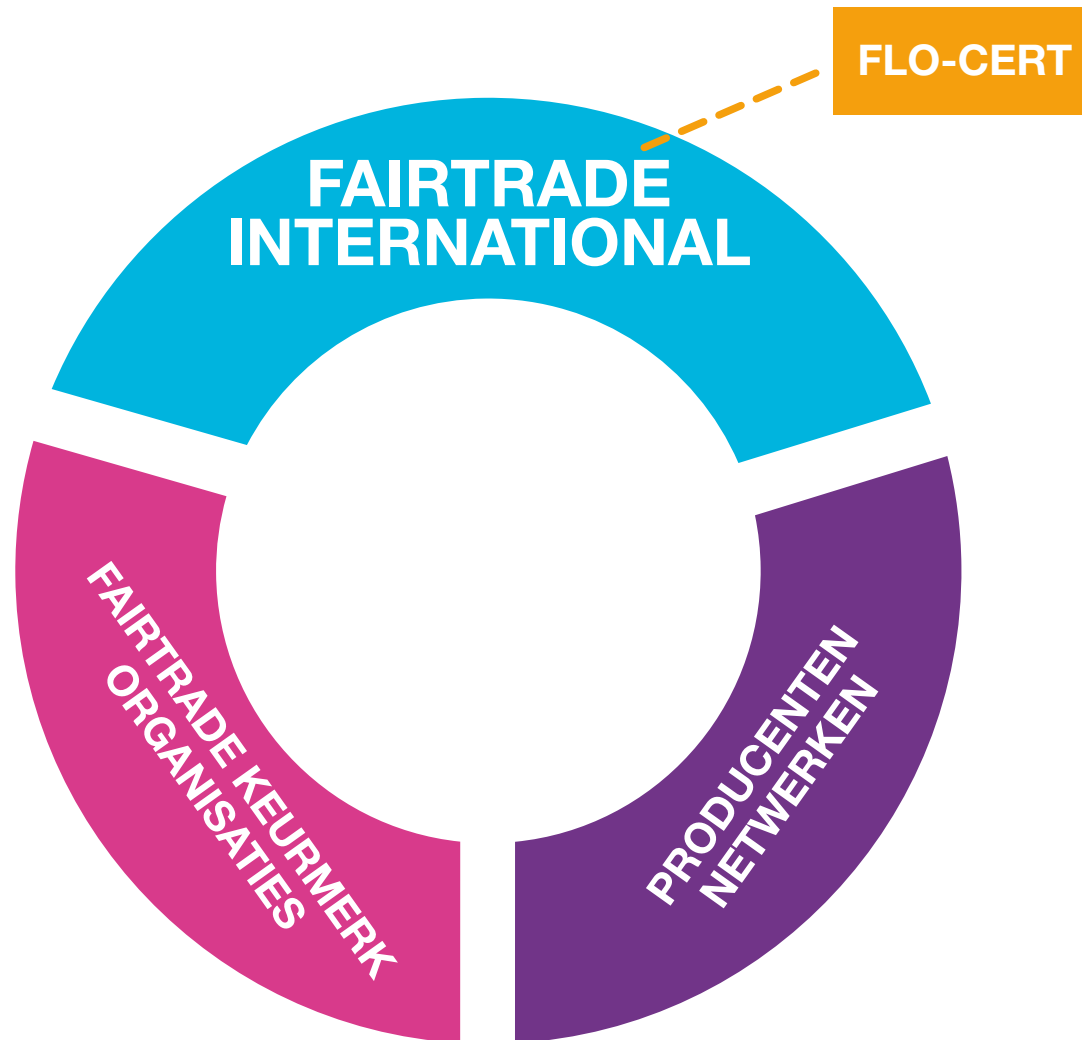 FLO-CERT
FAIRTRADE
INTERNATIONAL
FAIRTRADE KEURMERK
ORGANISATIES
PRODUCENTEN
NETWERKEN